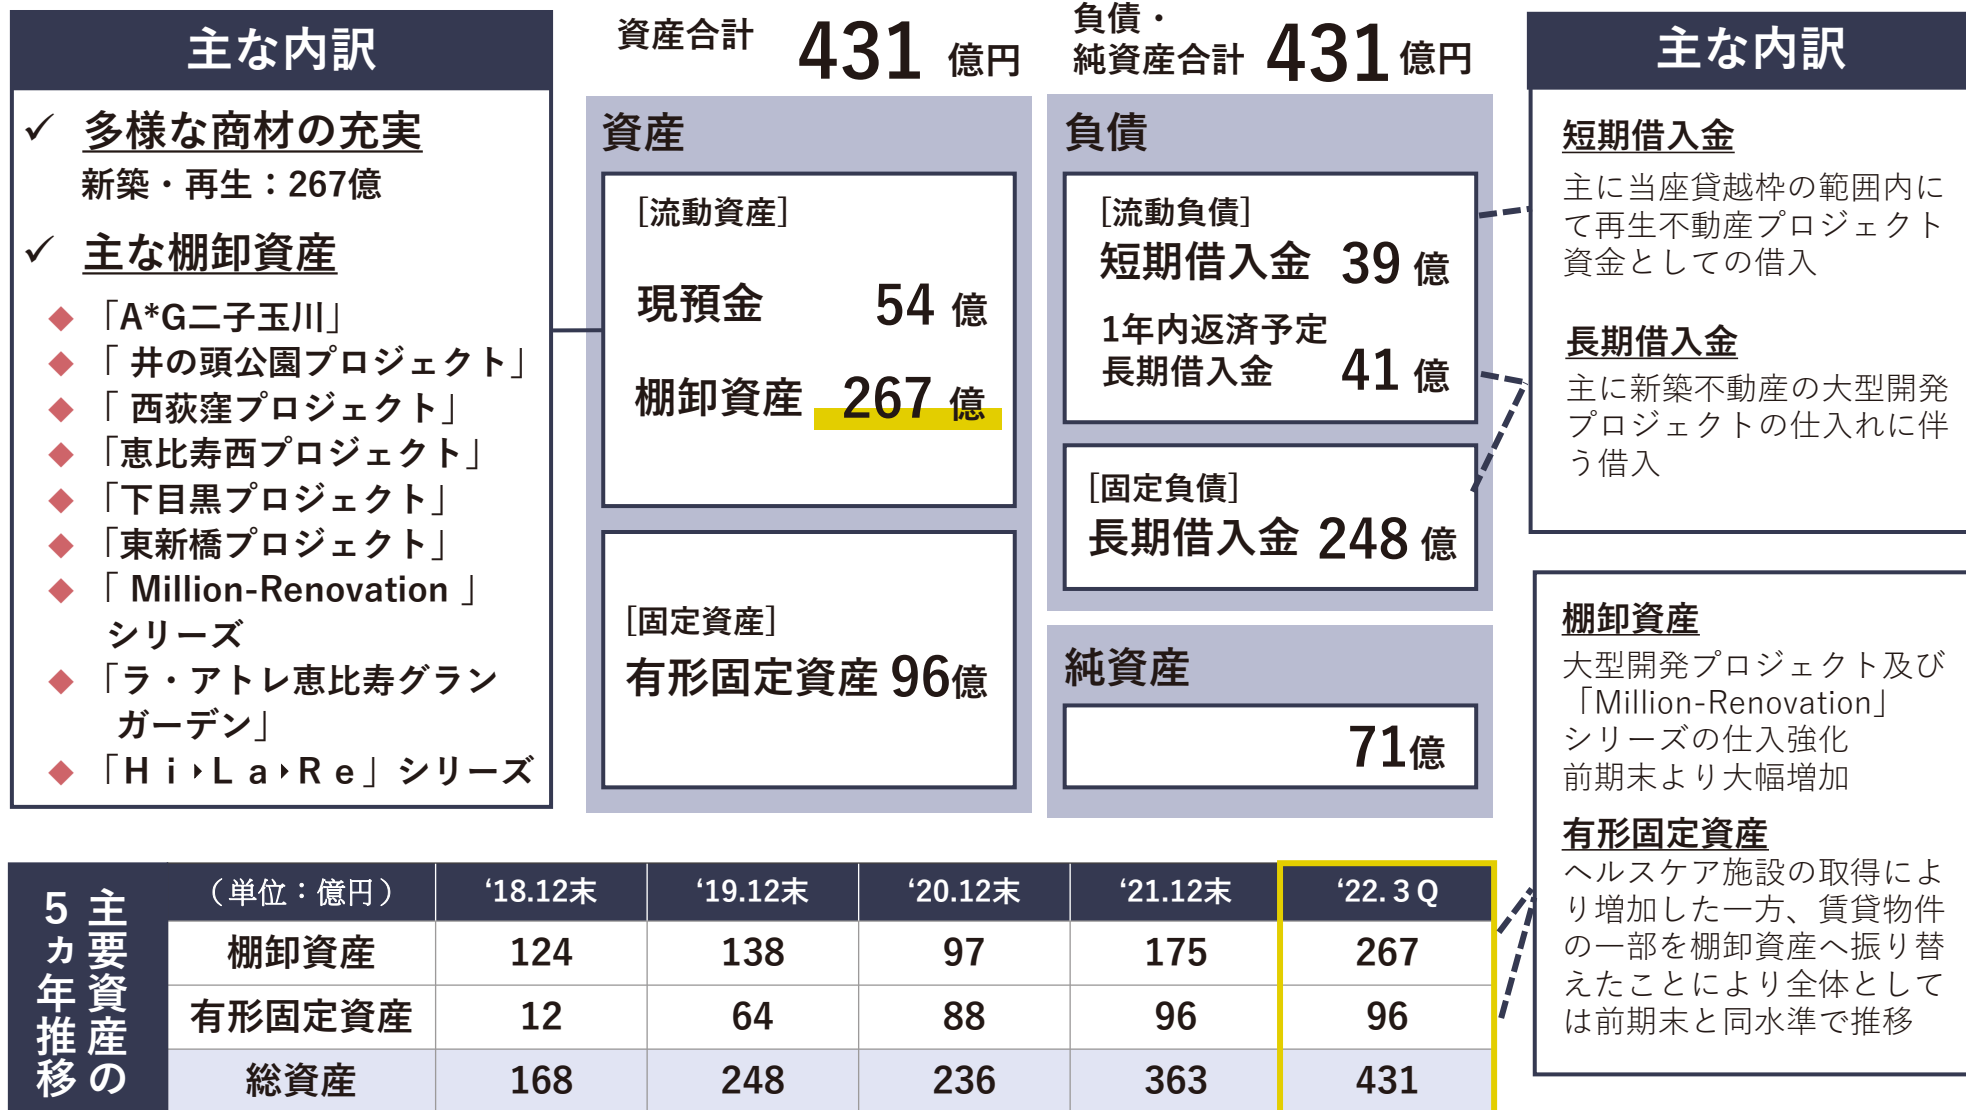 主な内訳
✓ 多様な商材の充実
新築・再生：267億
✓ 主な棚卸資産
◆ 「A*G二子玉川」
◆ 「 井の頭公園プロジェクト」
◆ 「 西荻窪プロジェクト」
◆ 「恵比寿西プロジェクト」
◆ 「下目黒プロジェクト」
◆ 「東新橋プロジェクト」
◆ 「 Million-Renovation 」
シリーズ
◆ 「ラ・アトレ恵比寿グラン
ガーデン」
◆ 「Ｈｉ‣Ｌａ‣Ｒｅ」シリーズ
資産合計 431 億円
資産
[流動資産]
現預金 54 億
棚卸資産 267 億
[固定資産]
有形固定資産 96億
負債・
純資産合計 431 億円
負債
[流動負債]
短期借入金 39 億
1年内返済予定
長期借入金 41 億
[固定負債]
長期借入金 248 億
純資産
71億
主な内訳
短期借入金
主に当座貸越枠の範囲内に
て再生不動産プロジェクト
資金としての借入
長期借入金
主に新築不動産の大型開発
プロジェクトの仕入れに伴
う借入
棚卸資産
大型開発プロジェクト及び
「Million-Renovation」
シリーズの仕入強化
前期末より大幅増加
有形固定資産
ヘルスケア施設の取得によ
り増加した一方、賃貸物件
の一部を棚卸資産へ振り替
えたことにより全体として
は前期末と同水準で推移
主要資産の
5ヵ年推移
（単位：億円） ‘18.12末 ‘19.12末 ‘20.12末 ‘21.12末 ‘22.３Q
棚卸資産 124 138 97 175 267
有形固定資産 12 64 88 96 96
総資産 168 248 236 363 431